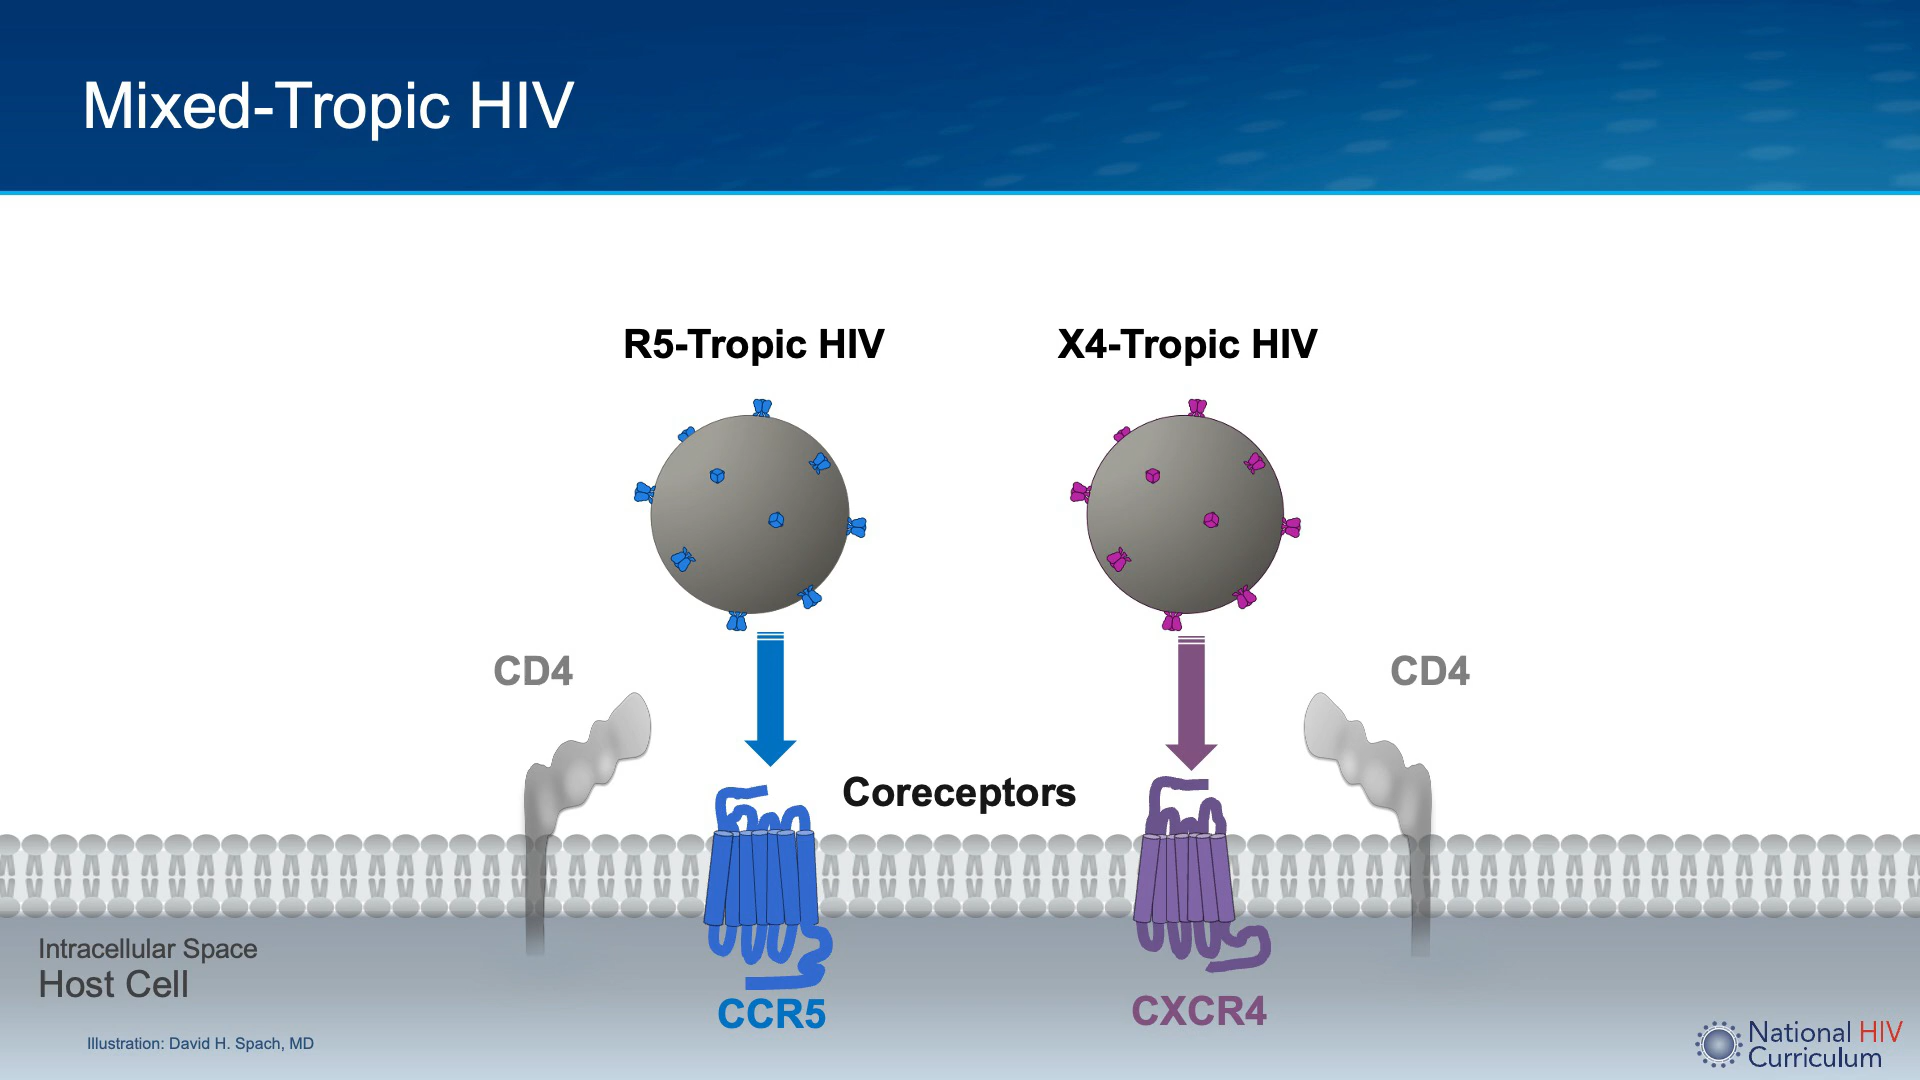 Mixed-Tropic HIV
R5-Tropic HIV
X4-Tropic HIV
CD4
CD4
Coreceptors
Intracellular Space
Host Cell
CCR5
CXCR4
Illustration: David H. Spach, MD
National HIV
Curriculum